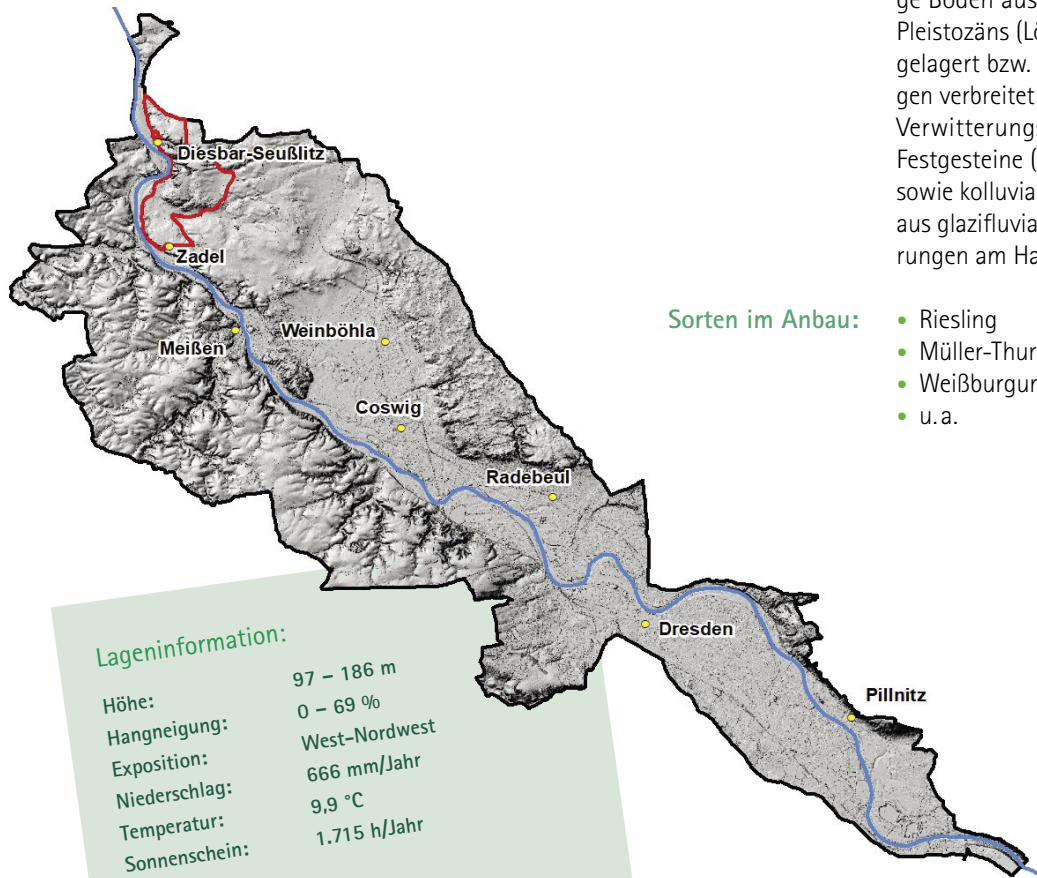 ge Böden aus
Pleistozäns (Lö
gelagert bzw.
gen verbreitet
Verwitterungs
Festgesteine (
sowie kolluvia
aus glazifluvia
rungen am Ha
Sorten im Anbau:
• Riesling
• Müller-Thur
• Weißburgur
• u. a.
Diesbar-Seußlitz
Zadel
Meißen
Weinböhla
Coswig
Radebeul
Dresden
Pillnitz
Lageninformation:
Höhe: 97 – 186 m
Hangneigung: 0 – 69 %
Exposition: West-Nordwest
Niederschlag: 666 mm/Jahr
Temperatur: 9,9 °C
Sonnenschein: 1.715 h/Jahr